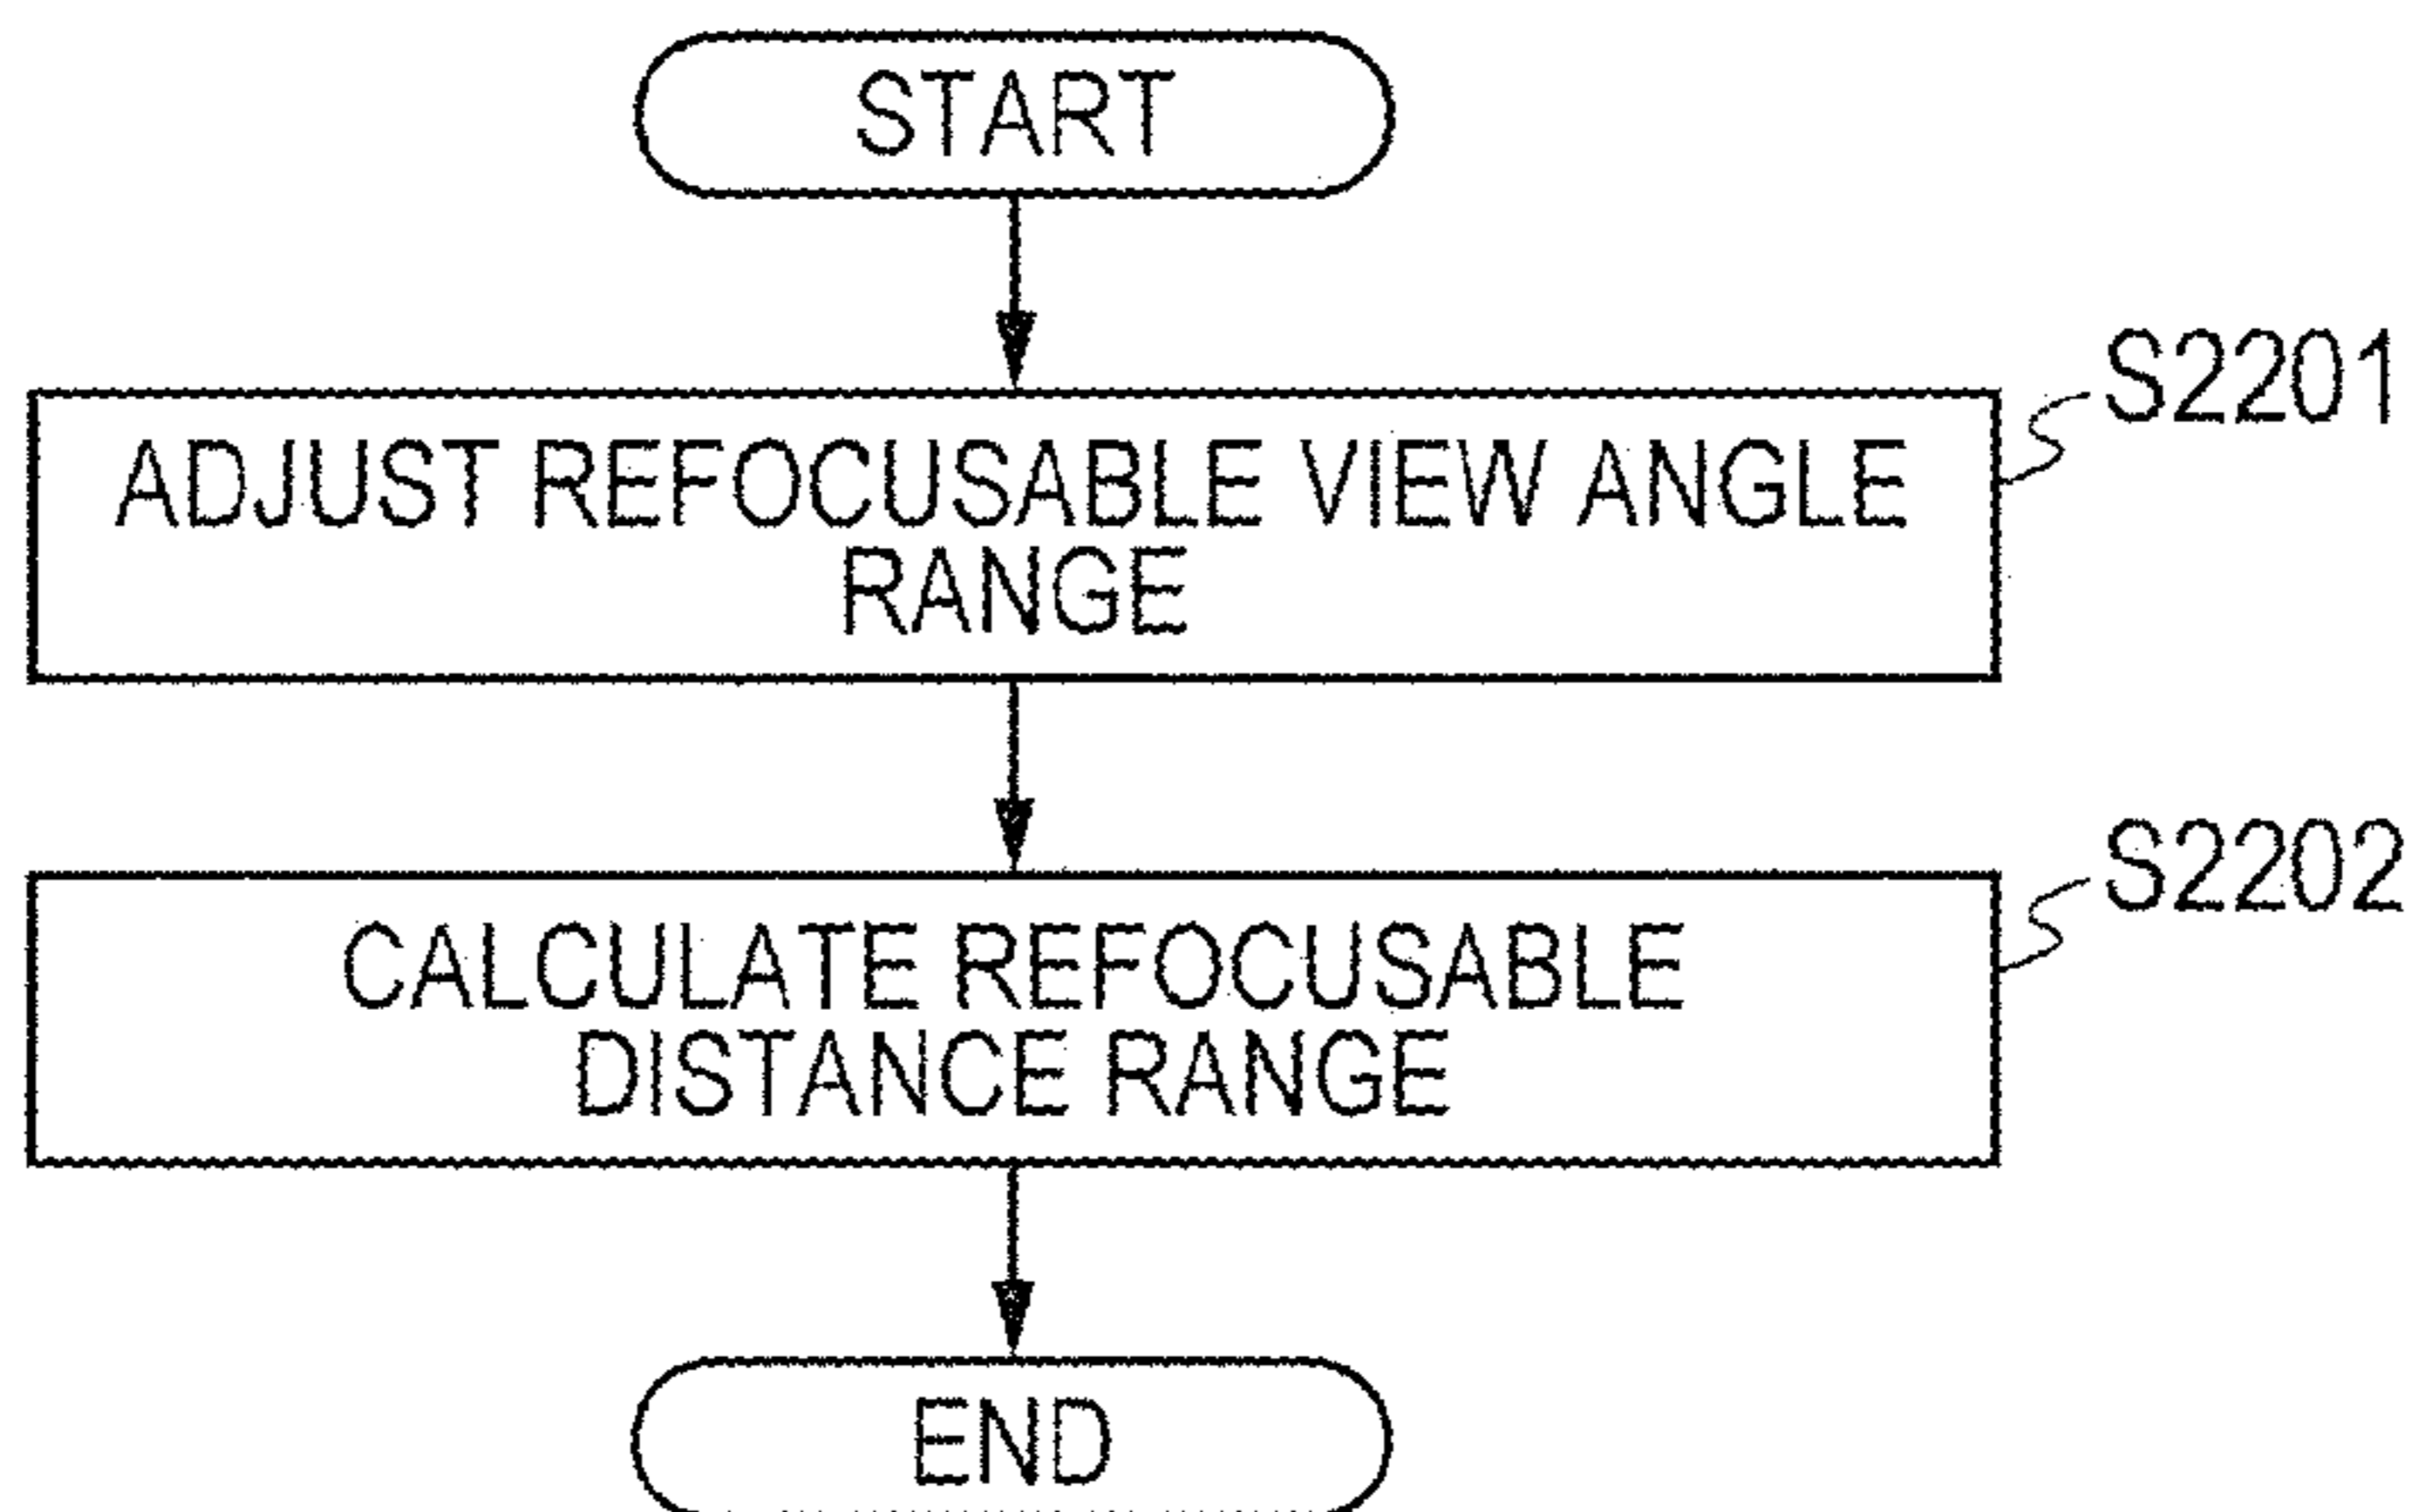 START
S2201
ADJUST REFOCUSABLE VIEW ANGLE
RANGE
S2202
CALCULATE REFOCUSABLE
DISTANCE RANGE
END